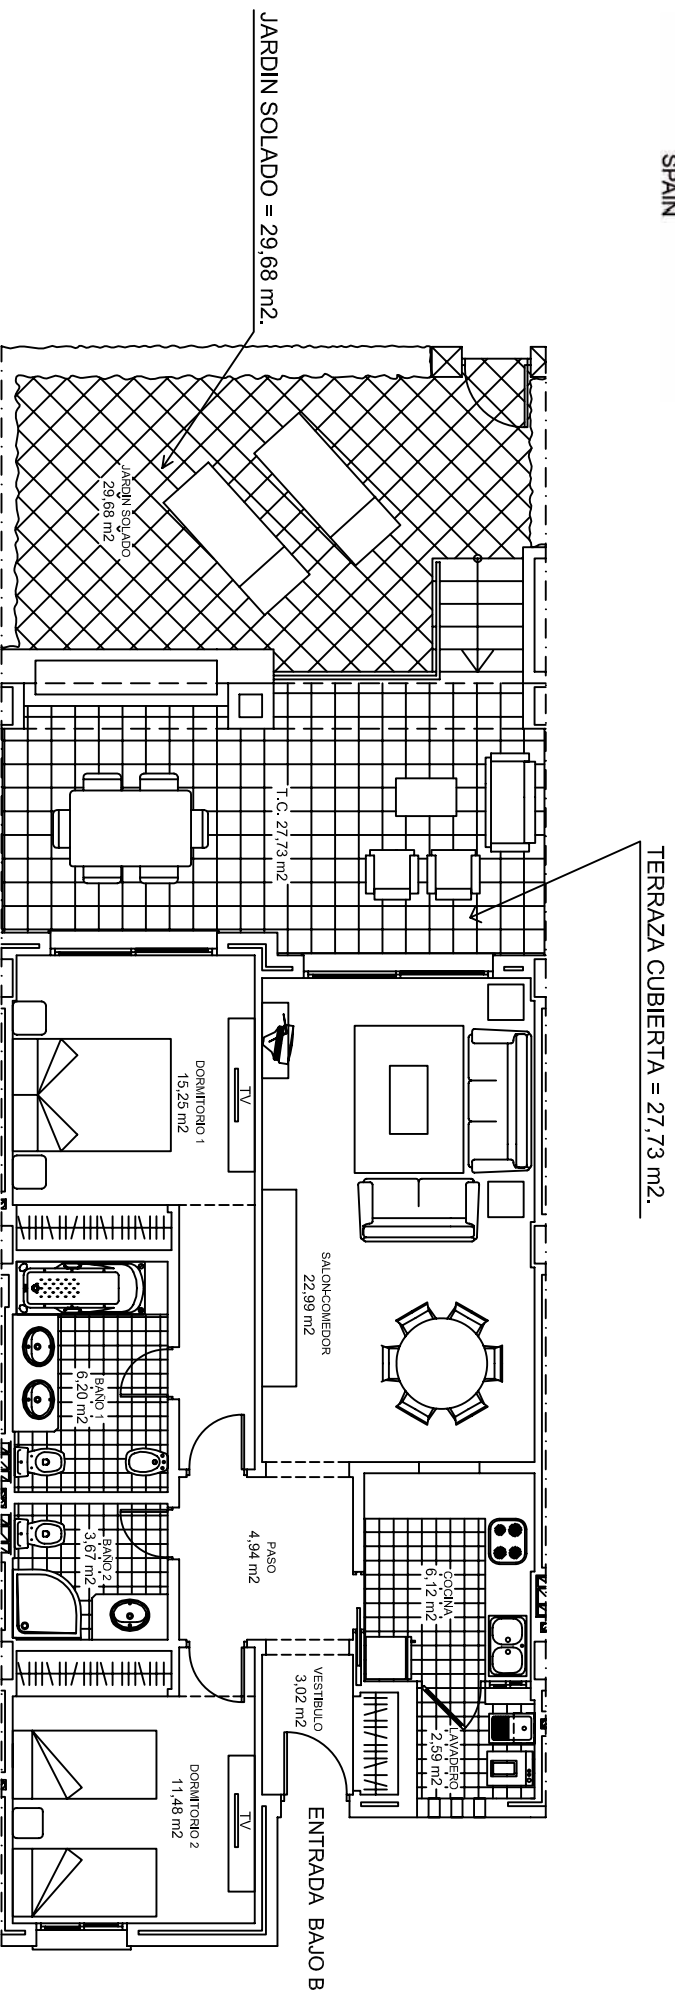 SPAIN
TERRAZA CUBIERTA = 27,73 m2.
JARDIN SOLADO = 29,68 m2.
JARDIN SOLADO
29,68 m2
T.C. 27,73 m2
TV
DORMITORIO 1
15,25 m2
SALON-COMEDOR
22,99 m2
BAÑO 1
6,20 m2
BAÑO 2
3,67 m2
PASO
4,94 m2
COCINA
6,12 m2
LAVADERO
2,59 m2
VESTIBULO
3,02 m2
TV
DORMITORIO 2
11,48 m2
ENTRADA BAJO B